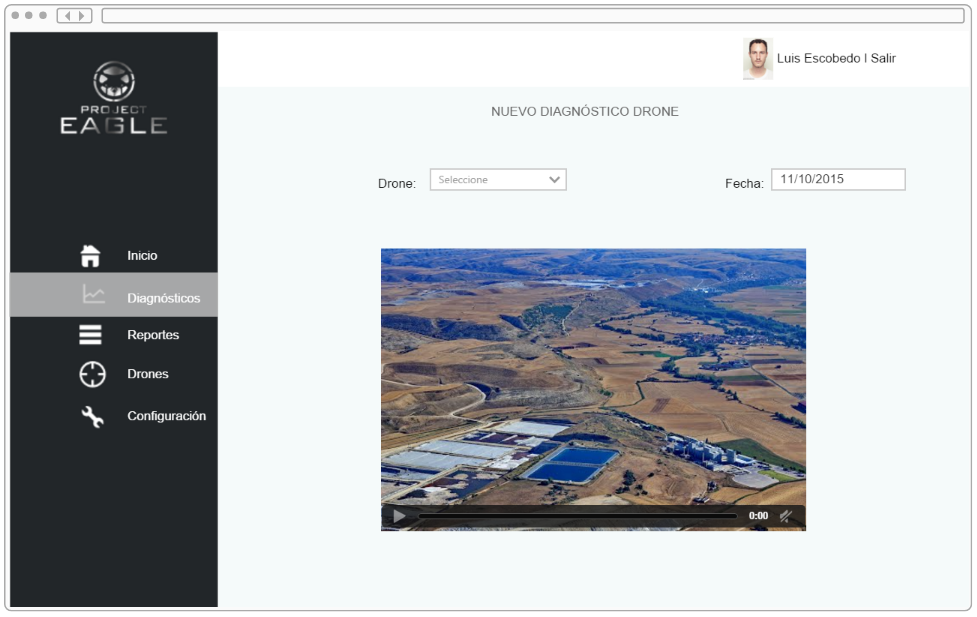 Luis Escobedo I Salir
PROJECT
EAGLE
NUEVO DIAGNÓSTICO DRONE
Drone: Seleccione
Fecha: 11/10/2015
Inicio
Diagnósticos
Reportes
Drones
Configuración
0:00